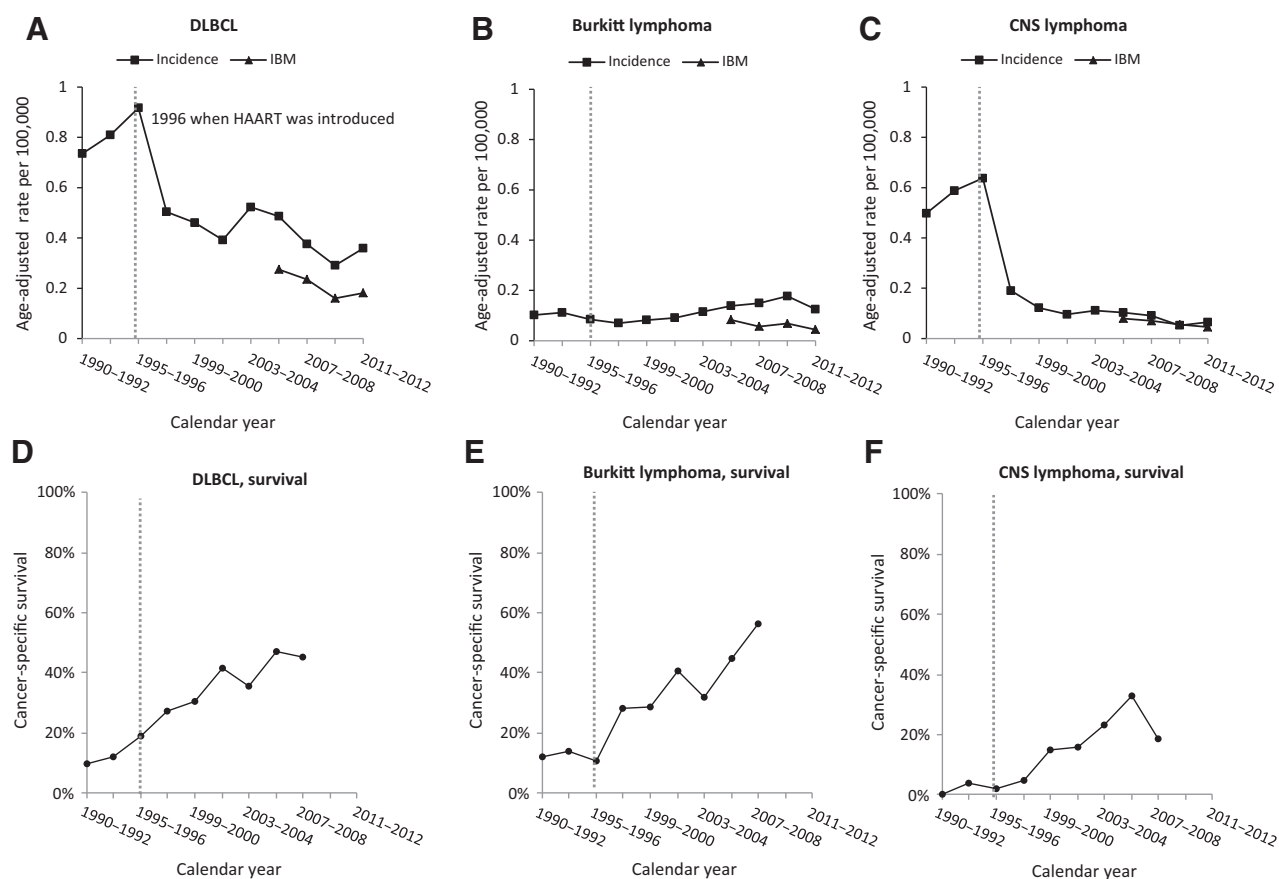 A
DLBCL
Incidence IBM
Age-adjusted rate per 100,000
1
0.8
0.6
0.4
0.2
0
1996 when HAART was introduced
1990–1992
1995–1996
1999–2000
2003–2004
2007–2008
2011–2012
Calendar year
B
Burkitt lymphoma
Incidence IBM
Age-adjusted rate per 100,000
1
0.8
0.6
0.4
0.2
0
1990–1992
1995–1996
1999–2000
2003–2004
2007–2008
2011–2012
Calendar year
C
CNS lymphoma
Incidence IBM
Age-adjusted rate per 100,000
1
0.8
0.6
0.4
0.2
0
1990–1992
1995–1996
1999–2000
2003–2004
2007–2008
2011–2012
Calendar year
D
DLBCL, survival
Cancer-specific survival
100%
80%
60%
40%
20%
0%
1990–1992
1995–1996
1999–2000
2003–2004
2007–2008
2011–2012
Calendar year
E
Burkitt lymphoma, survival
Cancer-specific survival
100%
80%
60%
40%
20%
0%
1990–1992
1995–1996
1999–2000
2003–2004
2007–2008
2011–2012
Calendar year
F
CNS lymphoma, survival
Cancer-specific survival
100%
80%
60%
40%
20%
0%
1990–1992
1995–1996
1999–2000
2003–2004
2007–2008
2011–2012
Calendar year